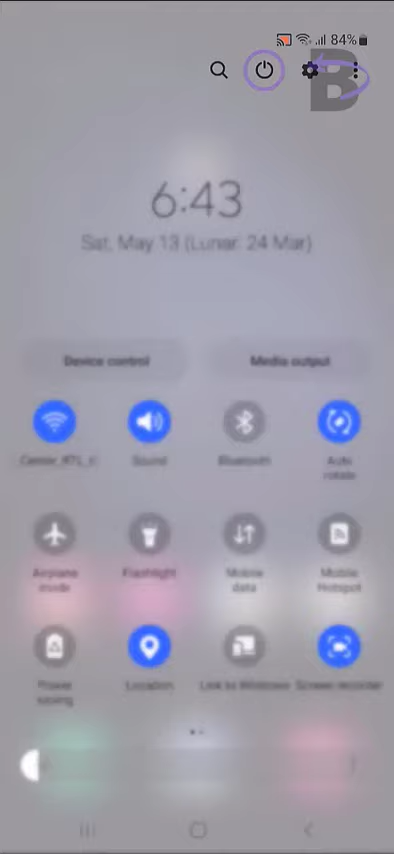 84%
B
6:43
Sat, May 13 (Lunar: 24 Mar)
Device control
Media output
Sound
Bluetooth
Auto
rotate
Airplane
mode
Flashlight
Mobile
data
Mobile
Hotspot
Power
saving
Location
Link to Windows
Screen recorder